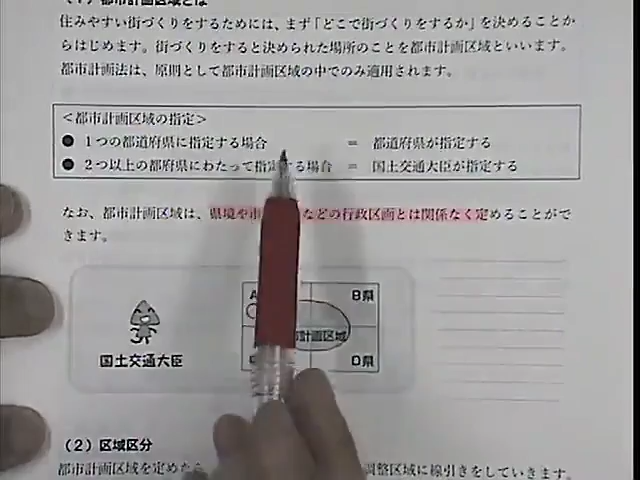 (1) 都市計画区域とは
住みやすい街づくりをするためには、まず「どこで街づくりをするか」を決めることか
らはじめます。街づくりをすると決められた場所のことを都市計画区域といいます。
都市計画法は、原則として都市計画区域の中でのみ適用されます。
＜都市計画区域の指定＞
● 1つの都道府県に指定する場合 ＝ 都道府県が指定する
● 2つ以上の都府県にわたって指定する場合 ＝ 国土交通大臣が指定する
なお、都市計画区域は、県境や市 などの行政区画とは関係なく定めることがで
きます。
A B県
計画区域
国土交通大臣 D県
(2) 区域区分
都市計画区域を定めたら 調整区域に線引きをしていきます。